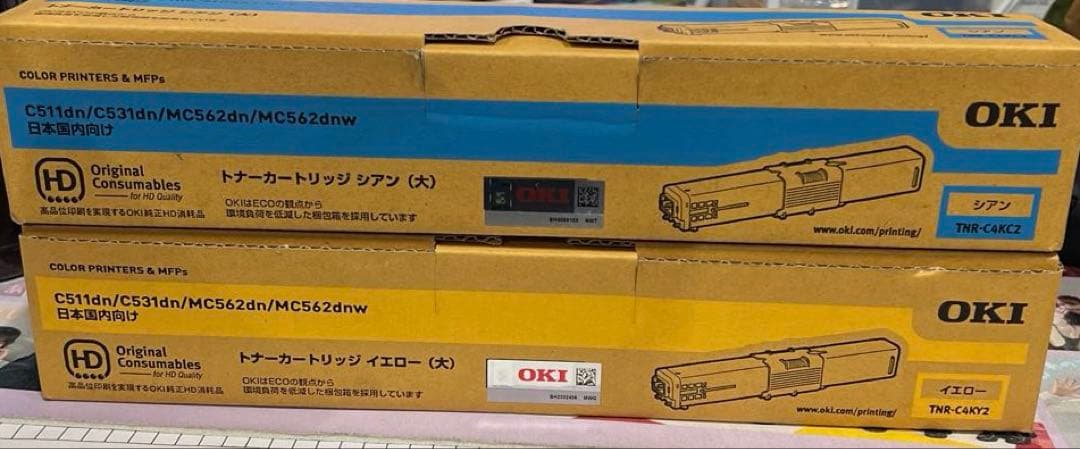 OKI
シアン
COLOR PRINTERS & MFPs
C511dn/C531dn/MC562dn/MC562dnw
日本国内向け
OKI
HD
Original
Consumables
for HD Quality
高品位印刷を実現するOKI純正HD消耗品
トナーカートリッジ シアン（大）
OKIはECOの観点から
環境負荷を低減した梱包箱を採用しています
OKI
www.oki.com/printing/
シアン
TNR-C4KC2
COLOR PRINTERS & MFPs
C511dn/C531dn/MC562dn/MC562dnw
日本国内向け
OKI
HD
Original
Consumables
for HD Quality
高品位印刷を実現するOKI純正HD消耗品
トナーカートリッジ イエロー（大）
OKIはECOの観点から
環境負荷を低減した梱包箱を採用しています
OKI
www.oki.com/printing/
イエロー
TNR-C4KY2